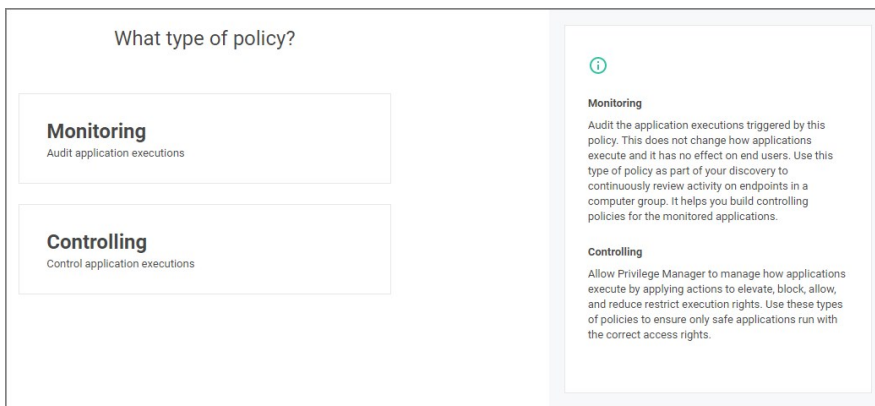 What type of policy?
Monitoring
Audit application executions
Controlling
Control application executions
Monitoring
Audit the application executions triggered by this
policy. This does not change how applications
execute and it has no effect on end users. Use this
type of policy as part of your discovery to
continuously review activity on endpoints in a
computer group. It helps you build controlling
policies for the monitored applications.
Controlling
Allow Privilege Manager to manage how applications
execute by applying actions to elevate, block, allow,
and reduce restrict execution rights. Use these types
of policies to ensure only safe applications run with
the correct access rights.